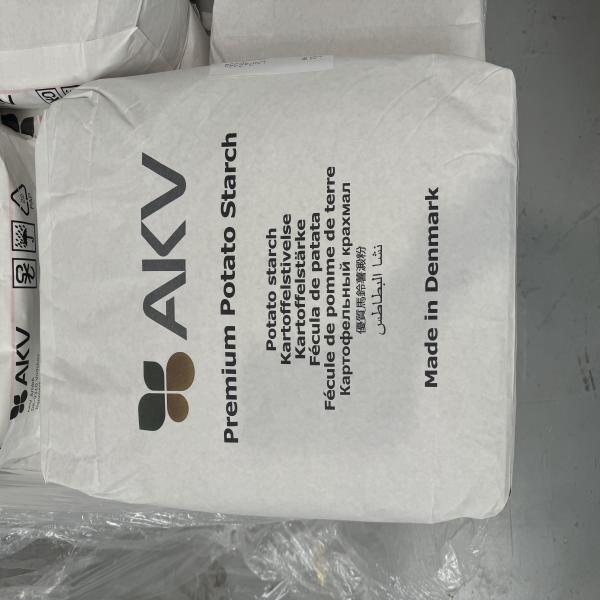 AKV
Premium Potato Starch
Potato starch
Kartoffelstivelse
Kartoffelstärke
Fécula de patata
Fécule de pomme de terre
Картофельный крахмал
優質馬鈴薯澱粉
نشا البطاطس
Made in Denmark
AKV